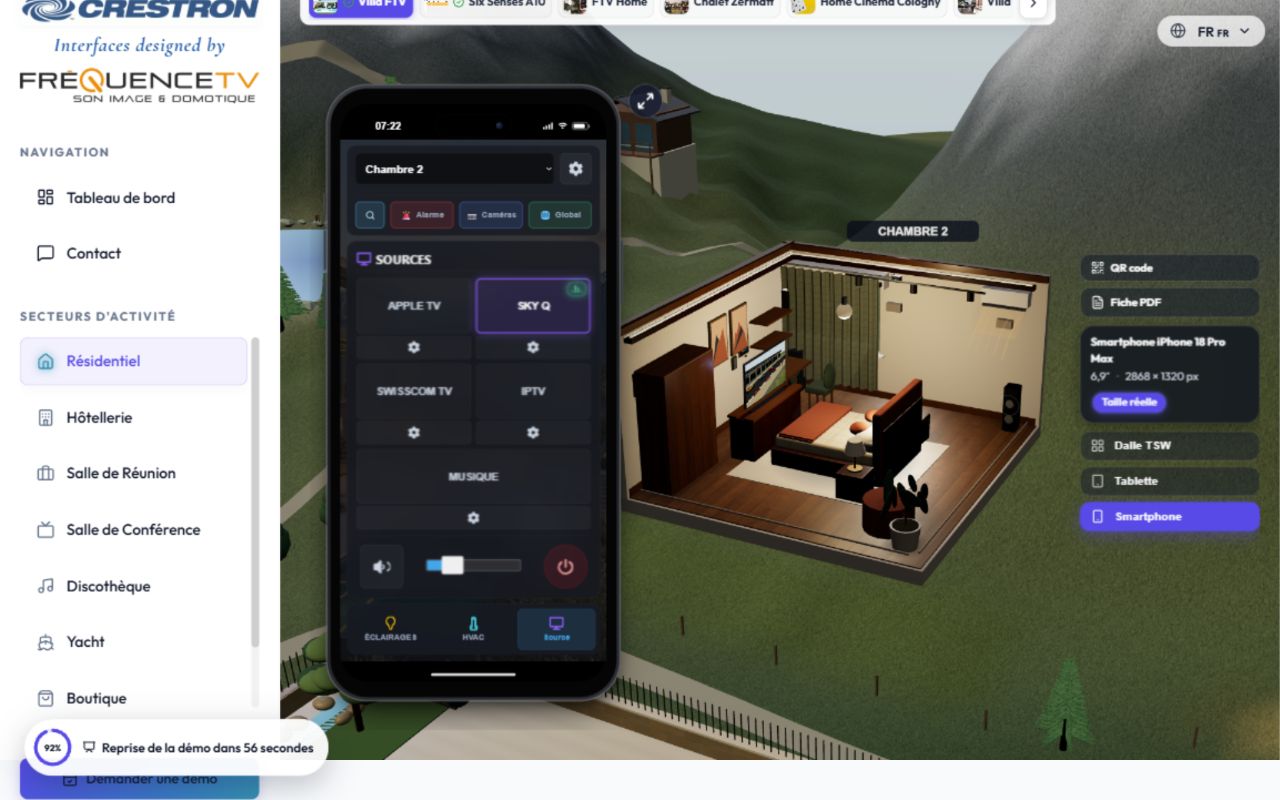 CRESTRON
Interfaces designed by
FRÉQUENCETV
SON IMAGE & DOMOTIQUE
NAVIGATION
Tableau de bord
Contact
SECTEURS D'ACTIVITÉ
Résidentiel
Hôtellerie
Salle de Réunion
Salle de Conférence
Discothèque
Yacht
Boutique
92%
Reprise de la démo dans 56 secondes
Demander une démo
Villa FTV
Six Senses A10
FTV Home
Chalet Zermatt
Home Cinema Cologny
Villa
FR FR
07:22
Chambre 2
Alarme
Caméras
Global
SOURCES
APPLE TV
SKY Q
SWISSCOM TV
IPTV
MUSIQUE
ÉCLAIRAGES
HVAC
Source
CHAMBRE 2
QR code
Fiche PDF
Smartphone iPhone 18 Pro
Max
6,9" · 2868 × 1320 px
Taille réelle
Dalle TSW
Tablette
Smartphone